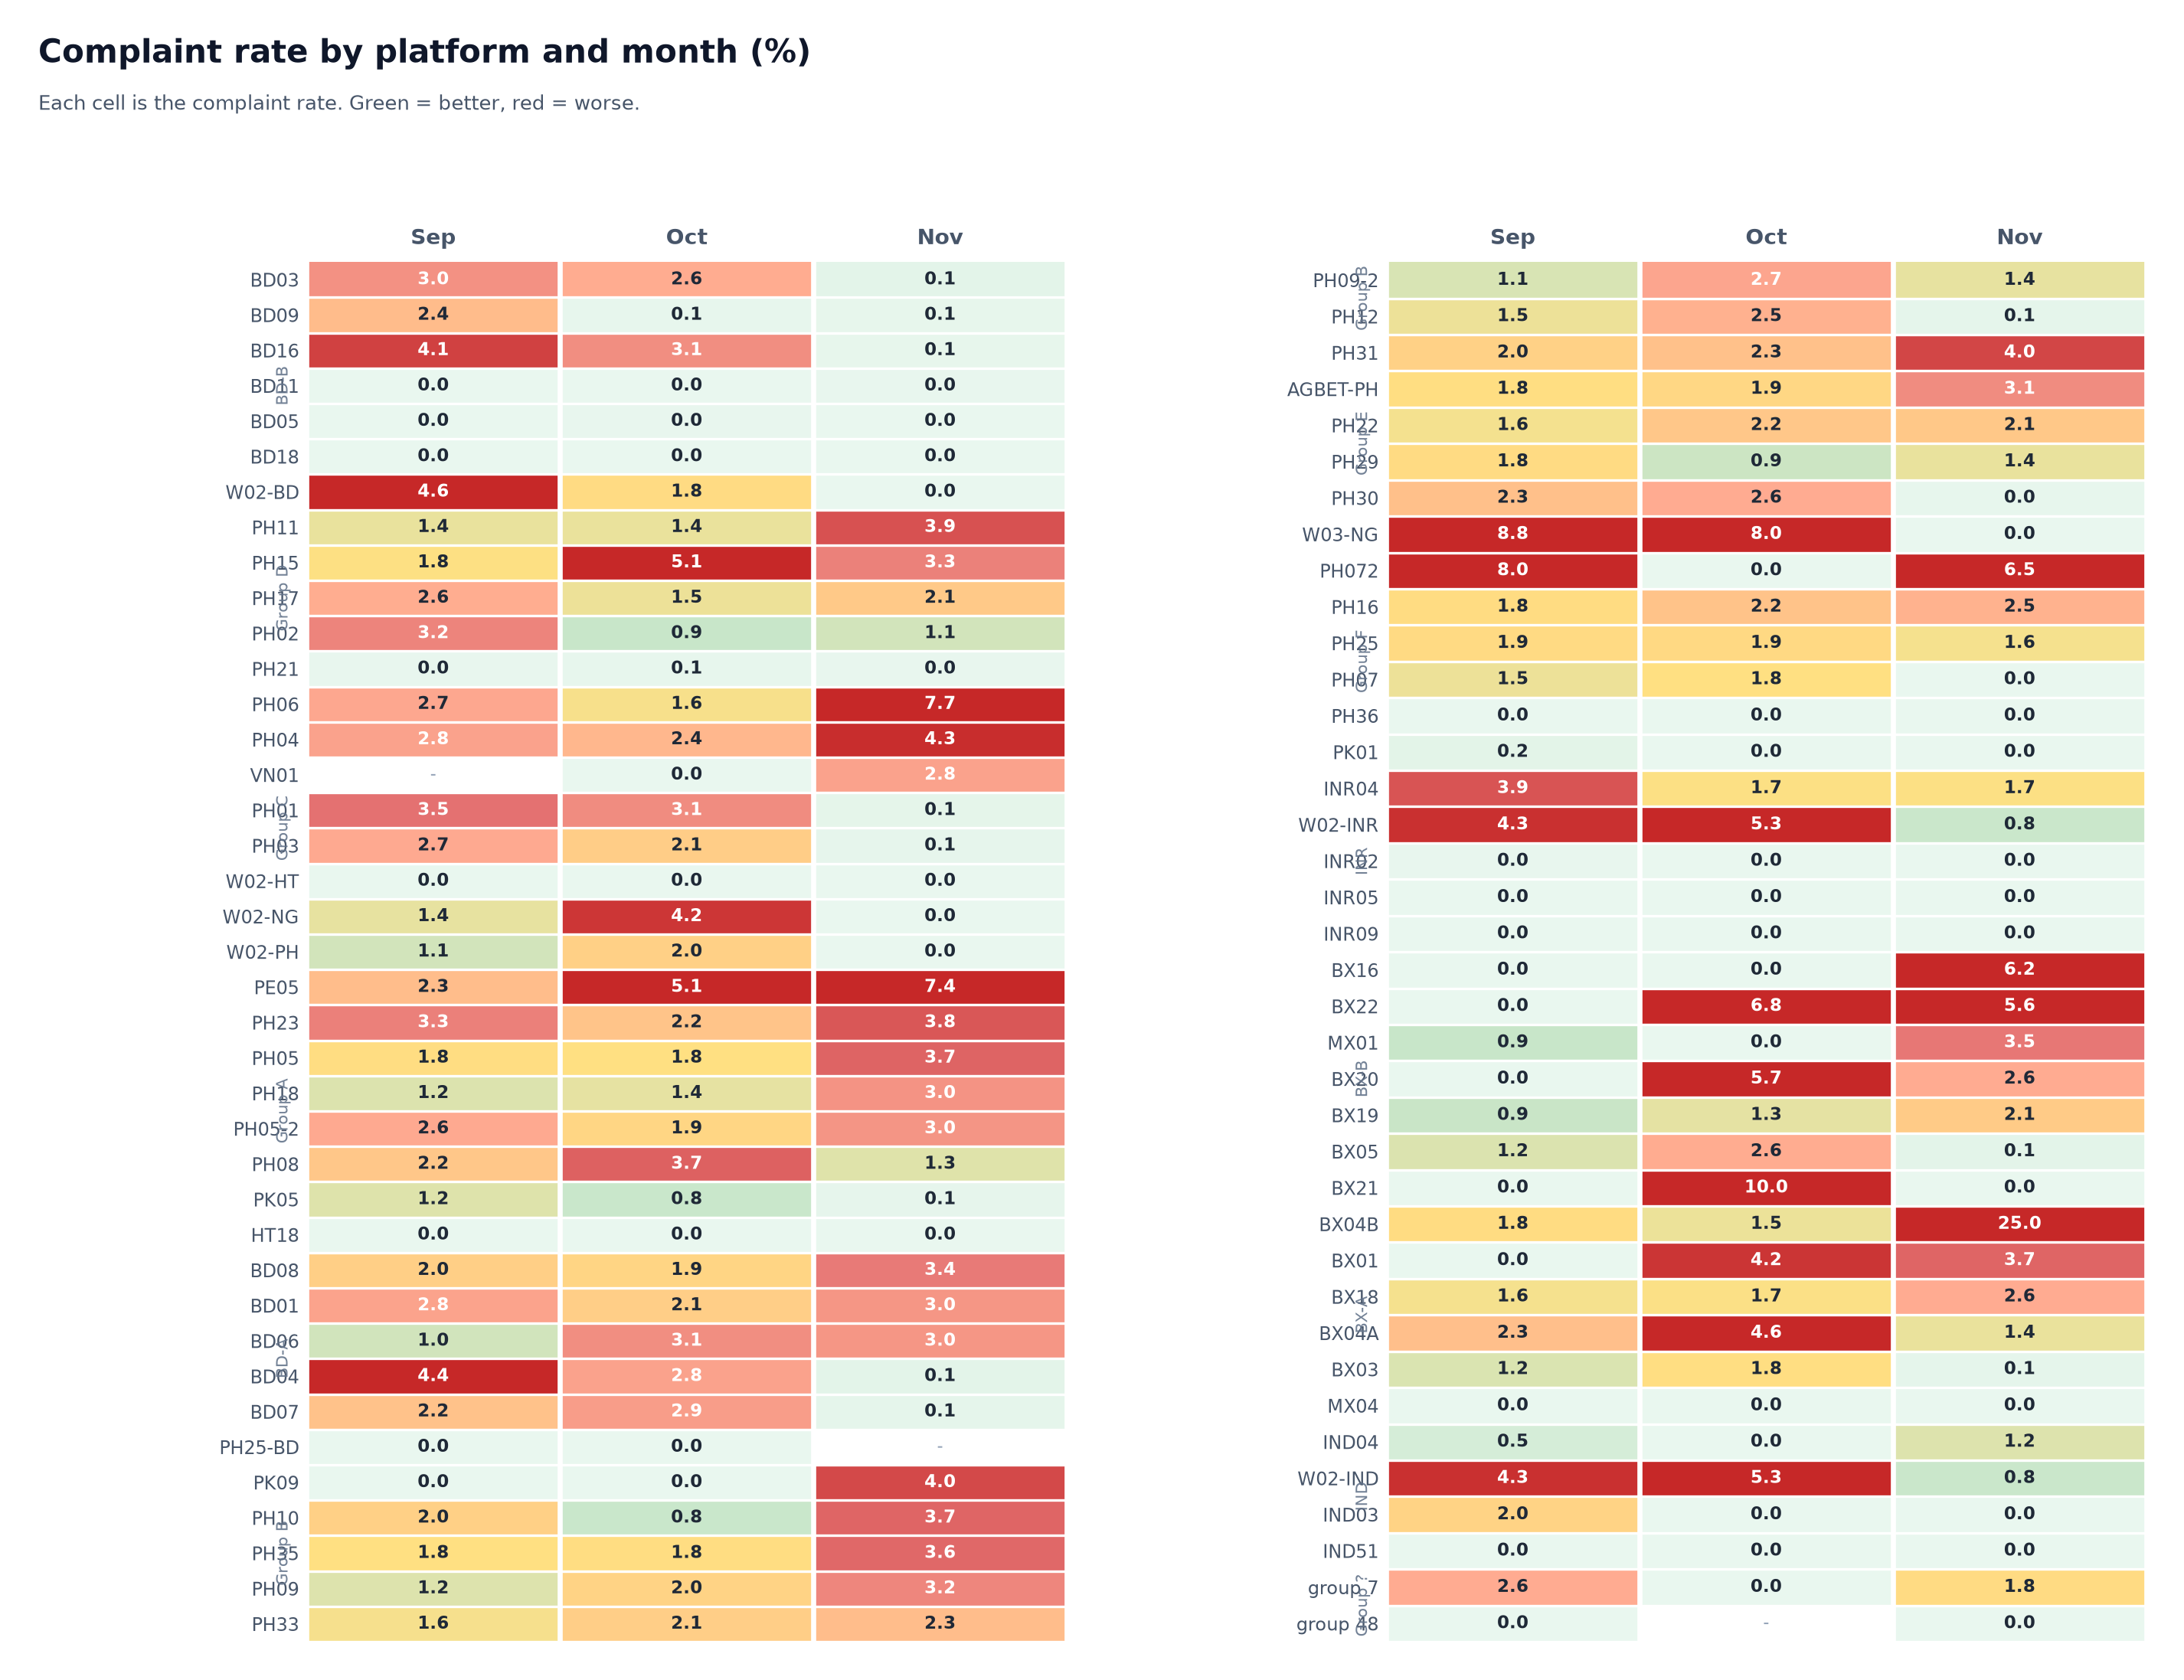 Complaint rate by platform and month (%)
Each cell is the complaint rate. Green = better, red = worse.
Sep Oct Nov
BD03 3.0 2.6 0.1
BD09 2.4 0.1 0.1
BD16 4.1 3.1 0.1
BD-B
BD11 0.0 0.0 0.0
BD05 0.0 0.0 0.0
BD18 0.0 0.0 0.0
W02-BD 4.6 1.8 0.0
PH11 1.4 1.4 3.9
PH15 1.8 5.1 3.3
Group D
PH17 2.6 1.5 2.1
PH02 3.2 0.9 1.1
PH21 0.0 0.1 0.0
PH06 2.7 1.6 7.7
PH04 2.8 2.4 4.3
VN01 - 0.0 2.8
PH01 3.5 3.1 0.1
Group C
PH03 2.7 2.1 0.1
W02-HT 0.0 0.0 0.0
W02-NG 1.4 4.2 0.0
W02-PH 1.1 2.0 0.0
PE05 2.3 5.1 7.4
PH23 3.3 2.2 3.8
PH05 1.8 1.8 3.7
PH18 1.2 1.4 3.0
Group A
PH05-2 2.6 1.9 3.0
PH08 2.2 3.7 1.3
PK05 1.2 0.8 0.1
HT18 0.0 0.0 0.0
BD08 2.0 1.9 3.4
BD01 2.8 2.1 3.0
BD06 1.0 3.1 3.0
BD-A
BD04 4.4 2.8 0.1
BD07 2.2 2.9 0.1
PH25-BD 0.0 0.0 -
PK09 0.0 0.0 4.0
PH10 2.0 0.8 3.7
Group B
PH35 1.8 1.8 3.6
PH09 1.2 2.0 3.2
PH33 1.6 2.1 2.3
Sep Oct Nov
PH09-2 1.1 2.7 1.4
Group B
PH12 1.5 2.5 0.1
PH31 2.0 2.3 4.0
AGBET-PH 1.8 1.9 3.1
PH22 1.6 2.2 2.1
Group E
PH29 1.8 0.9 1.4
PH30 2.3 2.6 0.0
W03-NG 8.8 8.0 0.0
PH072 8.0 0.0 6.5
PH16 1.8 2.2 2.5
PH25 1.9 1.9 1.6
Group F
PH07 1.5 1.8 0.0
PH36 0.0 0.0 0.0
PK01 0.2 0.0 0.0
INR04 3.9 1.7 1.7
W02-INR 4.3 5.3 0.8
INR
INR02 0.0 0.0 0.0
INR05 0.0 0.0 0.0
INR09 0.0 0.0 0.0
BX16 0.0 0.0 6.2
BX22 0.0 6.8 5.6
MX01 0.9 0.0 3.5
BX-B
BX20 0.0 5.7 2.6
BX19 0.9 1.3 2.1
BX05 1.2 2.6 0.1
BX21 0.0 10.0 0.0
BX04B 1.8 1.5 25.0
BX01 0.0 4.2 3.7
BX18 1.6 1.7 2.6
BX-A
BX04A 2.3 4.6 1.4
BX03 1.2 1.8 0.1
MX04 0.0 0.0 0.0
IND04 0.5 0.0 1.2
W02-IND 4.3 5.3 0.8
IND
IND03 2.0 0.0 0.0
IND51 0.0 0.0 0.0
group 7 2.6 0.0 1.8
Group ?
group 48 0.0 - 0.0